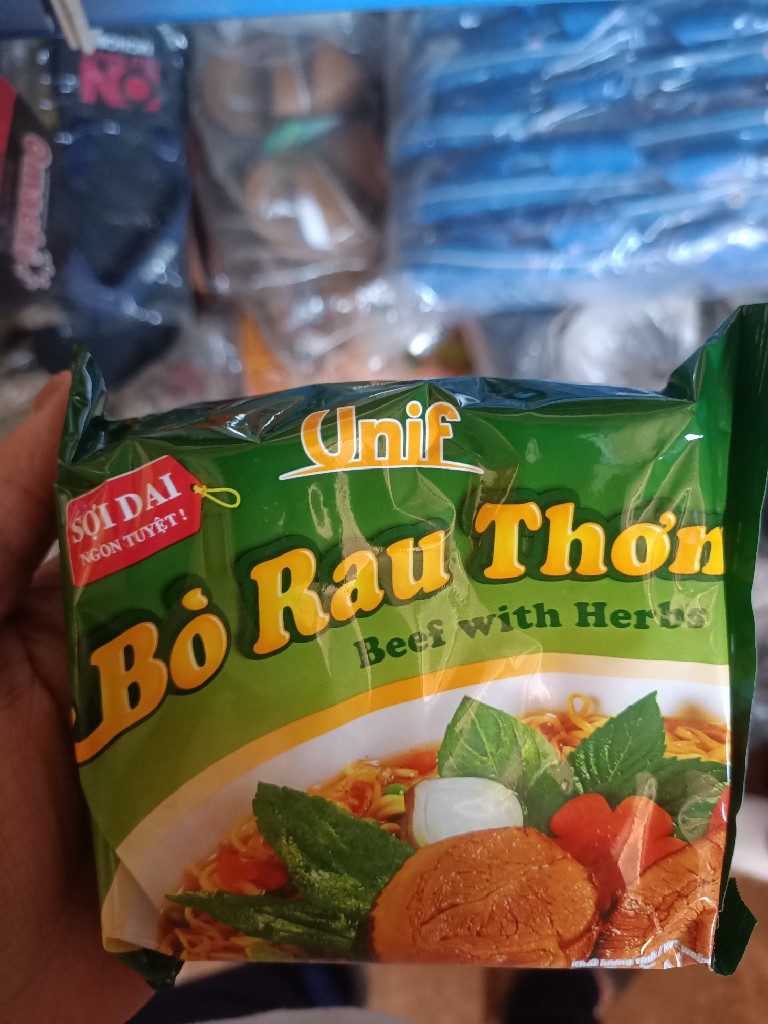 Unif
SỢI DAI
NGON TUYỆT !
Bò Rau Thơm
Beef with Herbs